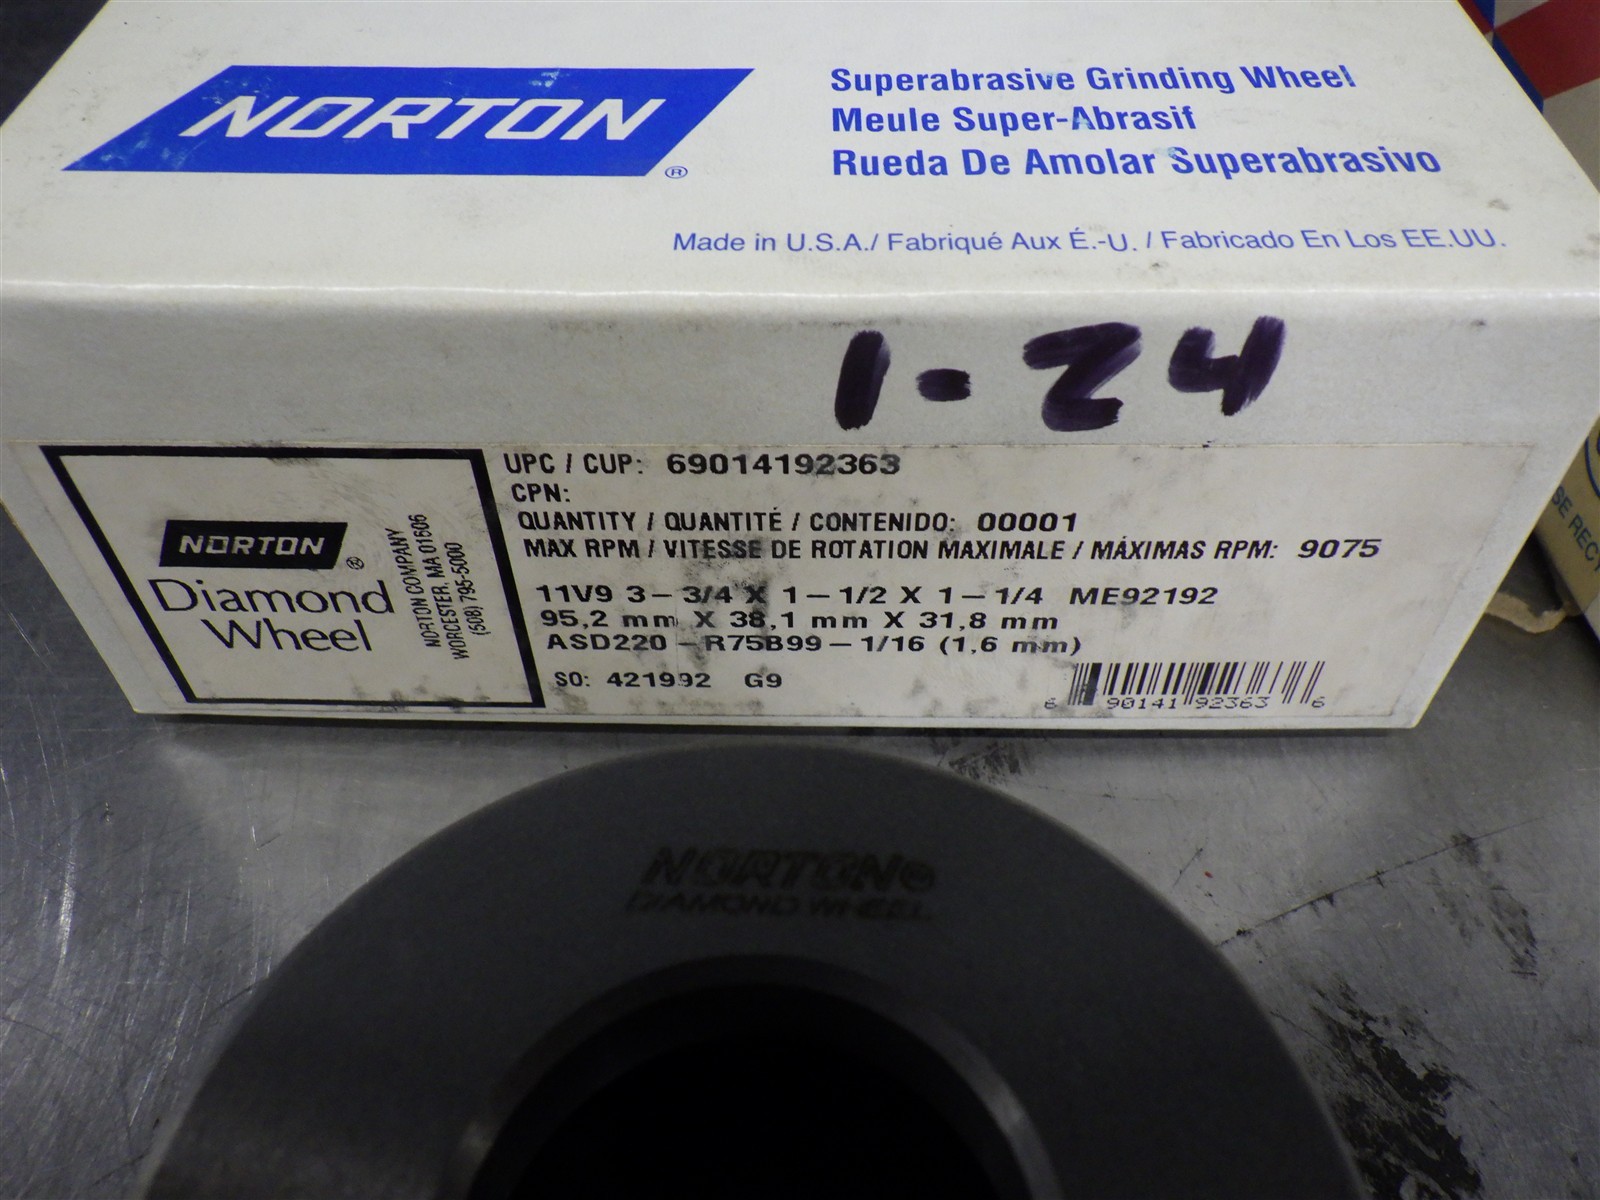 NORTON®
Superabrasive Grinding Wheel
Meule Super-Abrasif
Rueda De Amolar Superabrasivo
Made in U.S.A./ Fabriqué Aux É.-U. / Fabricado En Los EE.UU.
1-24
NORTON®
Diamond
Wheel
NORTON COMPANY
WORCESTER, MA 01606
(508) 795-5000
UPC / CUP: 69014192363
CPN:
QUANTITY / QUANTITÉ / CONTENIDO: 00001
MAX RPM / VITESSE DE ROTATION MAXIMALE / MÁXIMAS RPM: 9075
11V9 3-3/4 X 1-1/2 X 1-1/4 ME92192
95,2 mm X 38,1 mm X 31,8 mm
ASD220-R75B99-1/16 (1,6 mm)
SO: 421992 G9
6 90141 92363 6
NORTON®
DIAMOND WHEEL